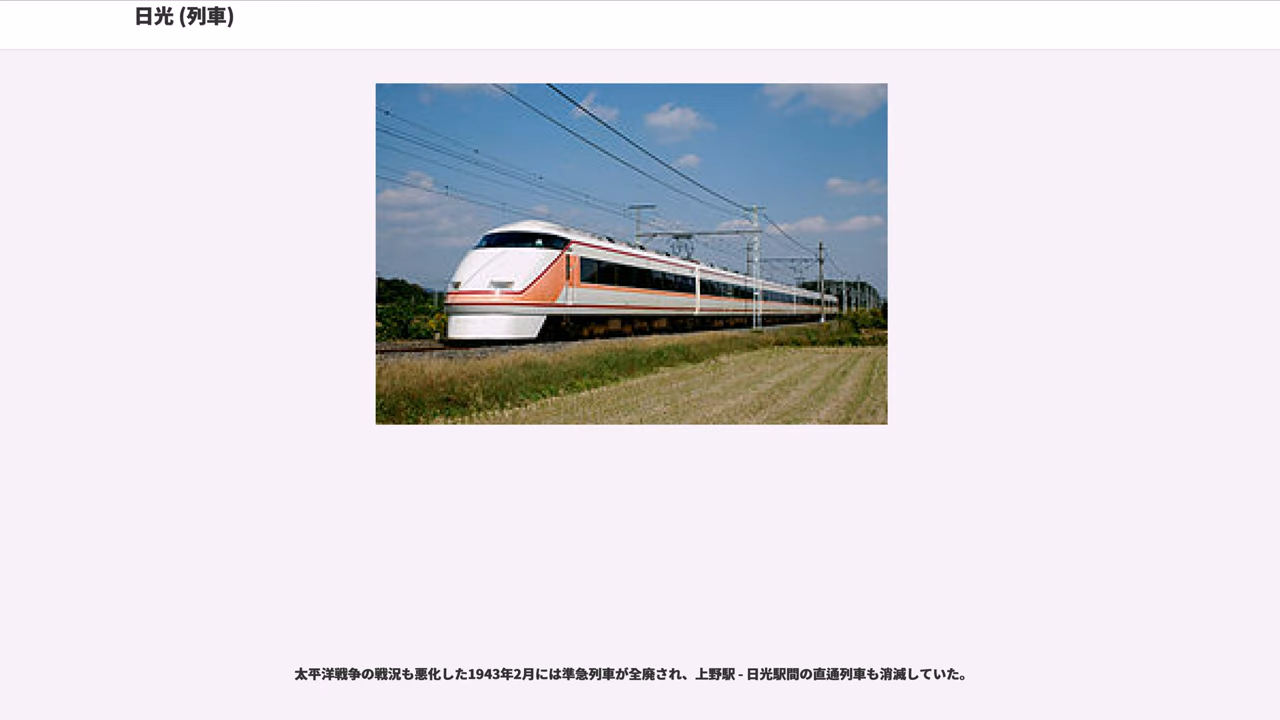 日光 (列車)
太平洋戦争の戦況も悪化した1943年2月には準急列車が全廃され、上野駅 - 日光駅間の直通列車も消滅していた。